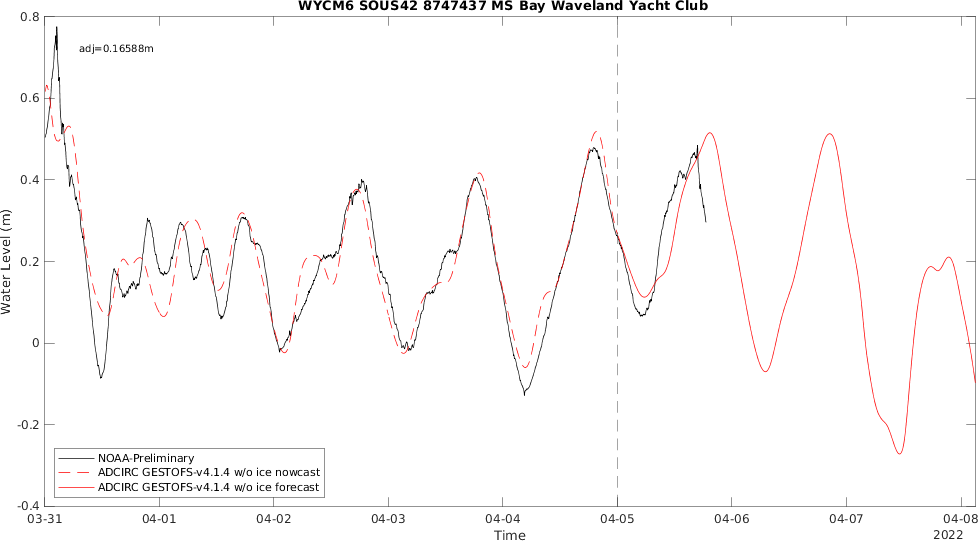 WYCM6 SOUS42 8747437 MS Bay Waveland Yacht Club
adj=0.16588m
0.8
0.6
0.4
0.2
0
-0.2
-0.4
Water Level (m)
NOAA-Preliminary
ADCIRC GESTOFS-v4.1.4 w/o ice nowcast
ADCIRC GESTOFS-v4.1.4 w/o ice forecast
03-31 04-01 04-02 04-03 04-04 04-05 04-06 04-07 04-08
Time
2022